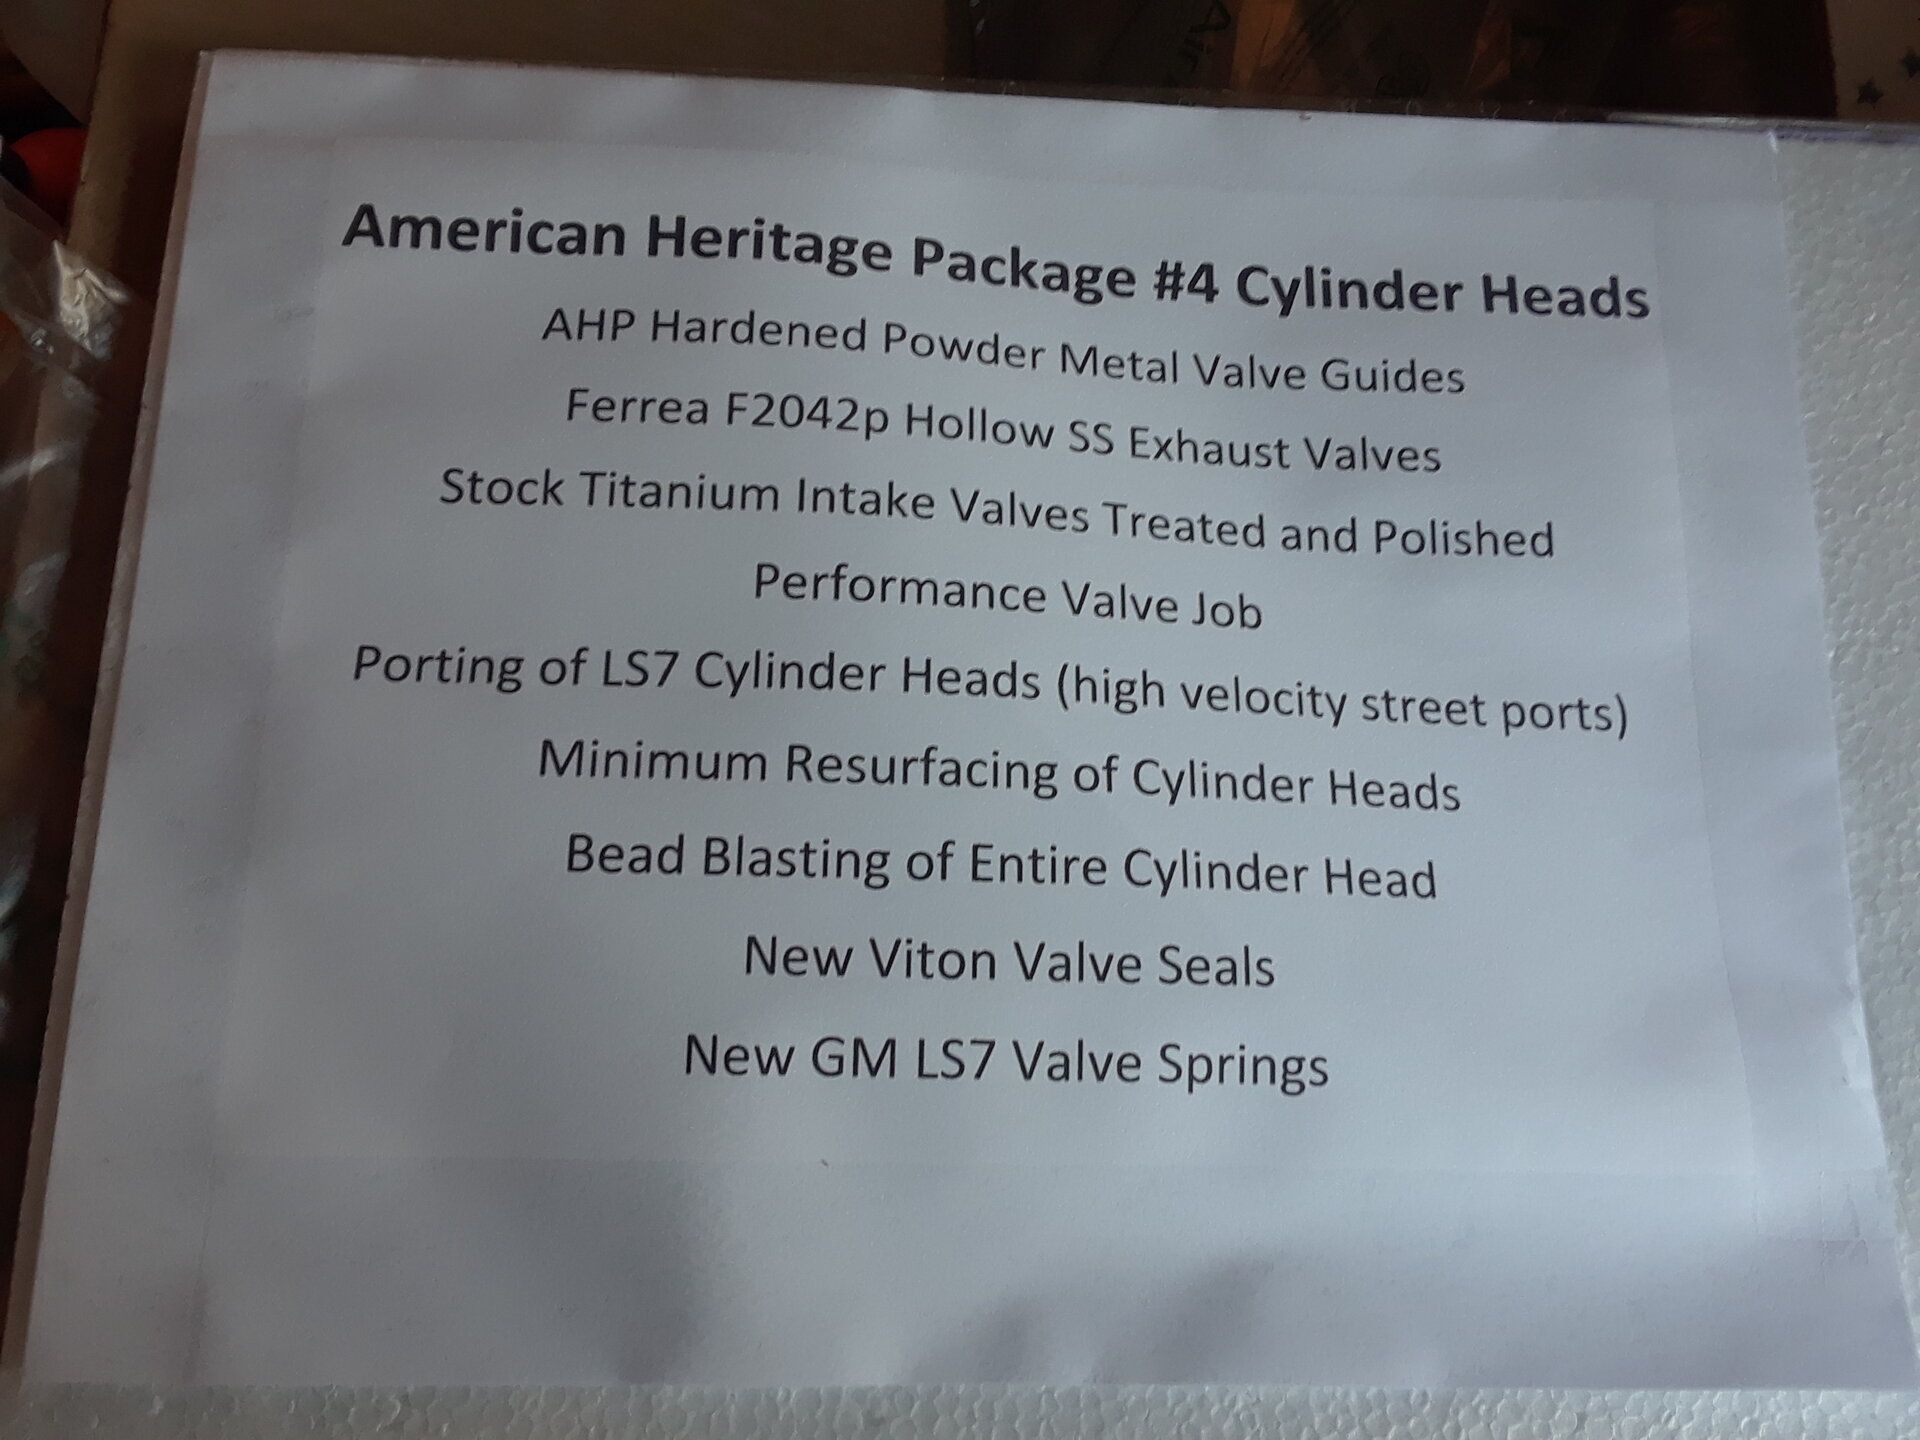 American Heritage Package #4 Cylinder Heads
AHP Hardened Powder Metal Valve Guides
Ferrea F2042p Hollow SS Exhaust Valves
Stock Titanium Intake Valves Treated and Polished
Performance Valve Job
Porting of LS7 Cylinder Heads (high velocity street ports)
Minimum Resurfacing of Cylinder Heads
Bead Blasting of Entire Cylinder Head
New Viton Valve Seals
New GM LS7 Valve Springs